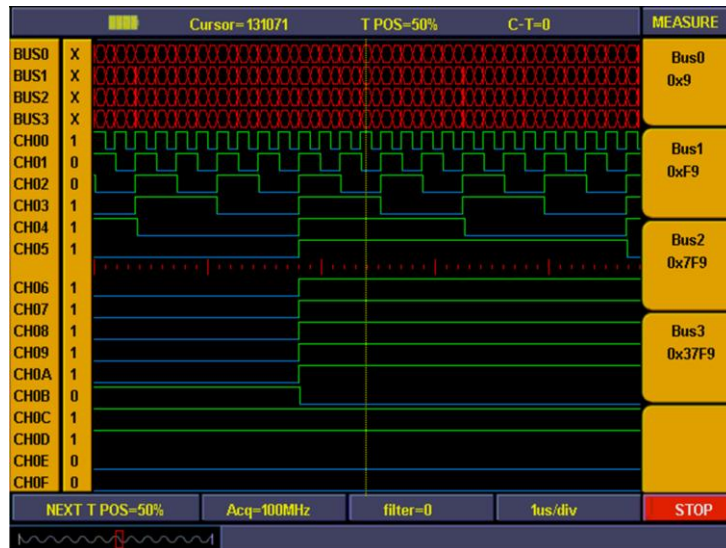 Cursor=131071 T POS=50% C-T=0 MEASURE
BUS0 X
BUS1 X
BUS2 X
BUS3 X
CH00 1
CH01 0
CH02 0
CH03 1
CH04 1
CH05 1
CH06 1
CH07 1
CH08 1
CH09 1
CH0A 1
CH0B 0
CH0C 1
CH0D 1
CH0E 0
CH0F 0
Bus0
0x9
Bus1
0xF9
Bus2
0x7F9
Bus3
0x37F9
NEXT T POS=50% Acq=100MHz filter=0 1us/div STOP